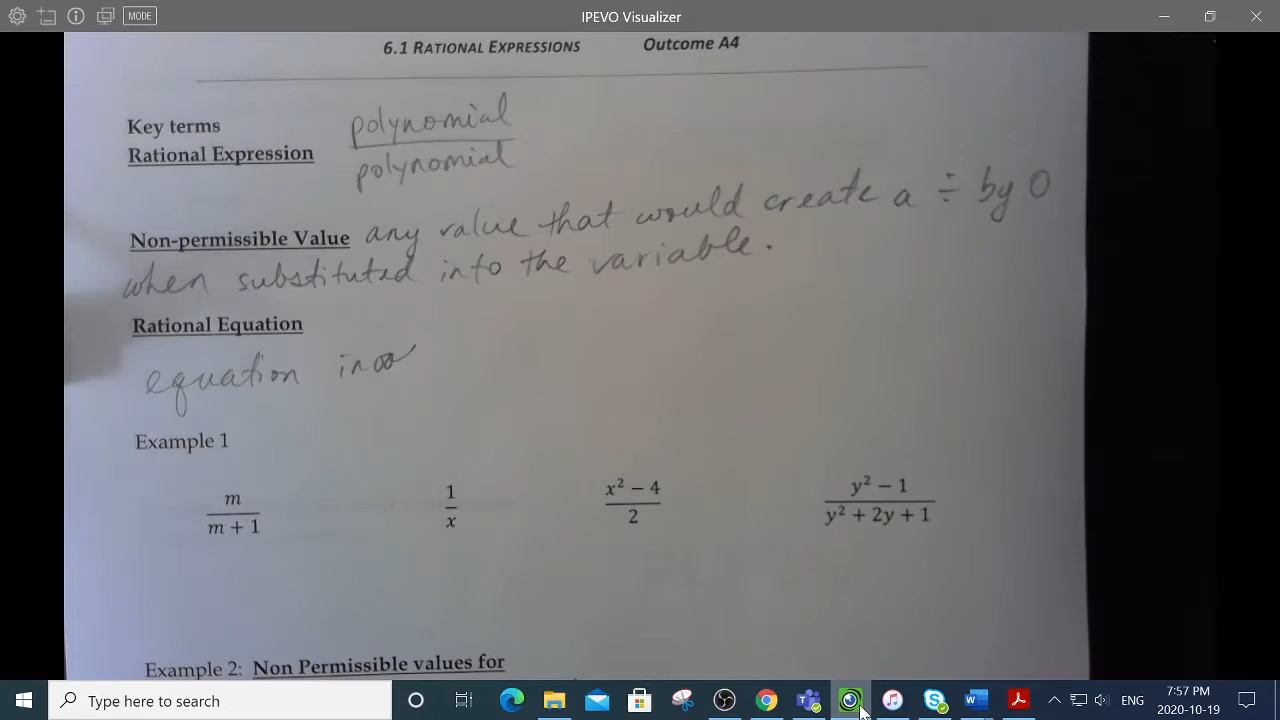 MODE
IPEVO Visualizer
6.1 RATIONAL EXPRESSIONS Outcome A4
Key terms
polynomial
Rational Expression
polynomial
Non-permissible Value any value that would create a ÷ by 0
when substituted into the variable.
Rational Equation
equation
Example 1
m
m + 1
1
x
x² − 4
2
y² − 1
y² + 2y + 1
Example 2: Non Permissible values for
Type here to search
ENG
7:57 PM
2020-10-19